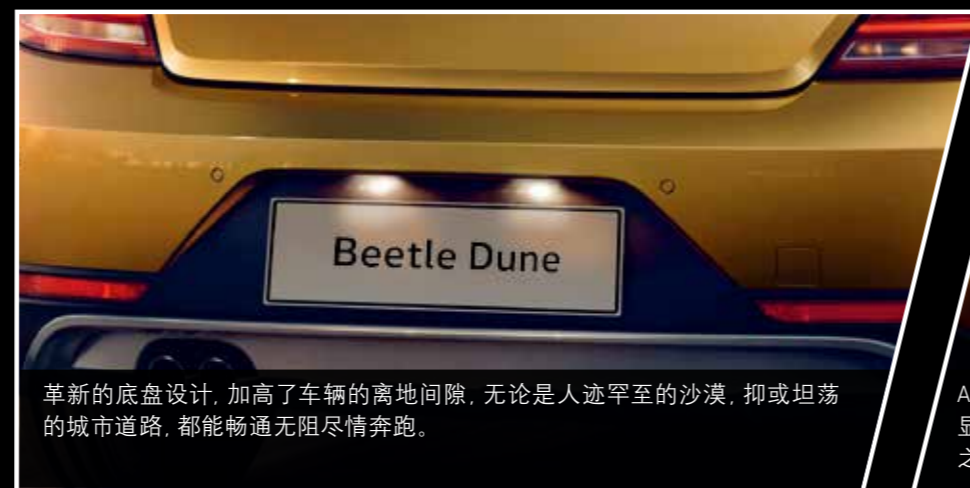 Beetle Dune
革新的底盘设计, 加高了车辆的离地间隙, 无论是人迹罕至的沙漠, 抑或坦荡
的城市道路, 都能畅通无阻尽情奔跑。
A
显
之